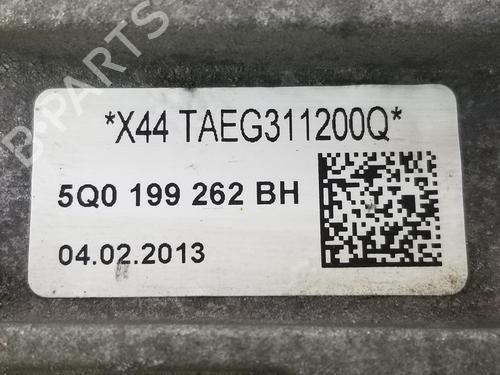 B-PARTS
*X44 TAEG311200Q*
5Q0 199 262 BH
04.02.2013